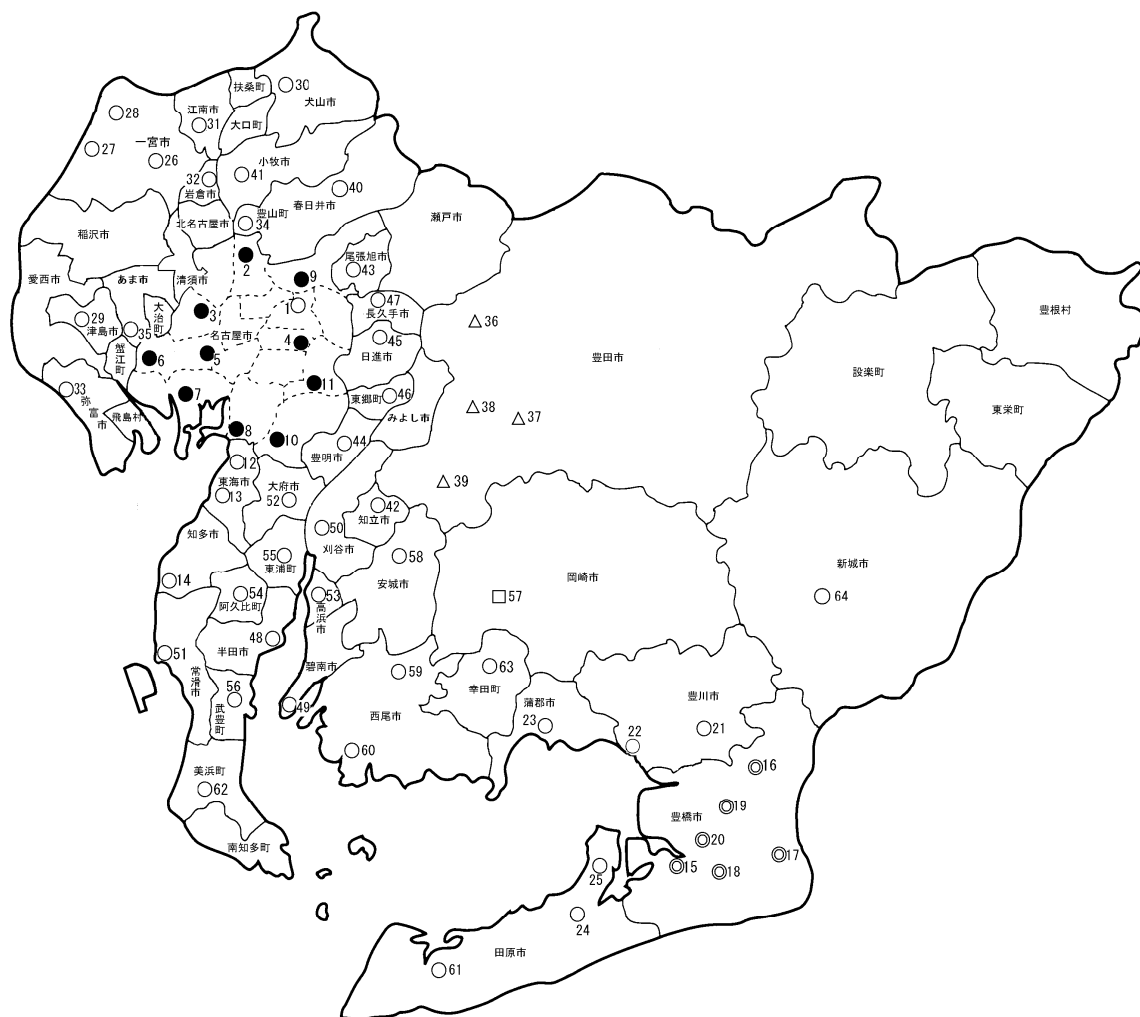 扶桑町
30
犬山市
28
江南市
31
大口町
一宮市
27
26
小牧市
32
41
岩倉市
40
春日井市
瀬戸市
豊山町
34
北名古屋市
稲沢市
2
尾張旭市
43
9
愛西市
あま市
清須市
47
長久手市
1
3
大治町
29
津島市
35
名古屋市
36
豊根村
4
45
日進市
豊田市
蟹江町
6
5
設楽町
11
33
7
46
東郷町
38
37
東栄町
弥富市
飛島村
みよし市
8
10
44
豊明市
12
東海市
13
大府市
52
39
42
知立市
50
刈谷市
知多市
55
東浦町
58
安城市
新城市
岡崎市
14
54
阿久比町
53
高浜市
57
64
48
半田市
51
常滑市
碧南市
59
63
幸田町
56
武豊町
49
西尾市
蒲郡市
23
豊川市
21
22
60
16
美浜町
62
19
豊橋市
20
南知多町
17
15
18
25
24
田原市
61